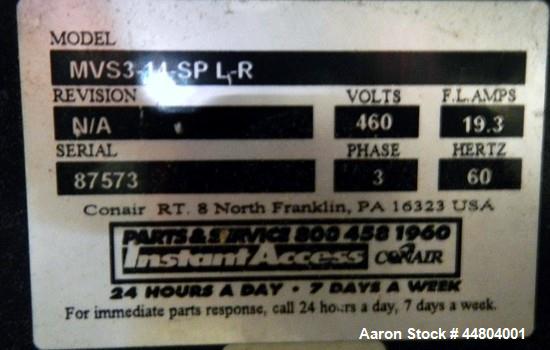 MODEL
MVS3-14-SP L-R
REVISION VOLTS F.L.AMPS
N/A 460 19.3
SERIAL PHASE HERTZ
87573 3 60
Conair RT. 8 North Franklin, PA 16323 USA
PARTS & SERVICE 800 458 1960
Instant Access CONAIR
24 HOURS A DAY · 7 DAYS A WEEK
For immediate parts response, call 24 hours a day, 7 days a week.
Aaron Stock # 44804001